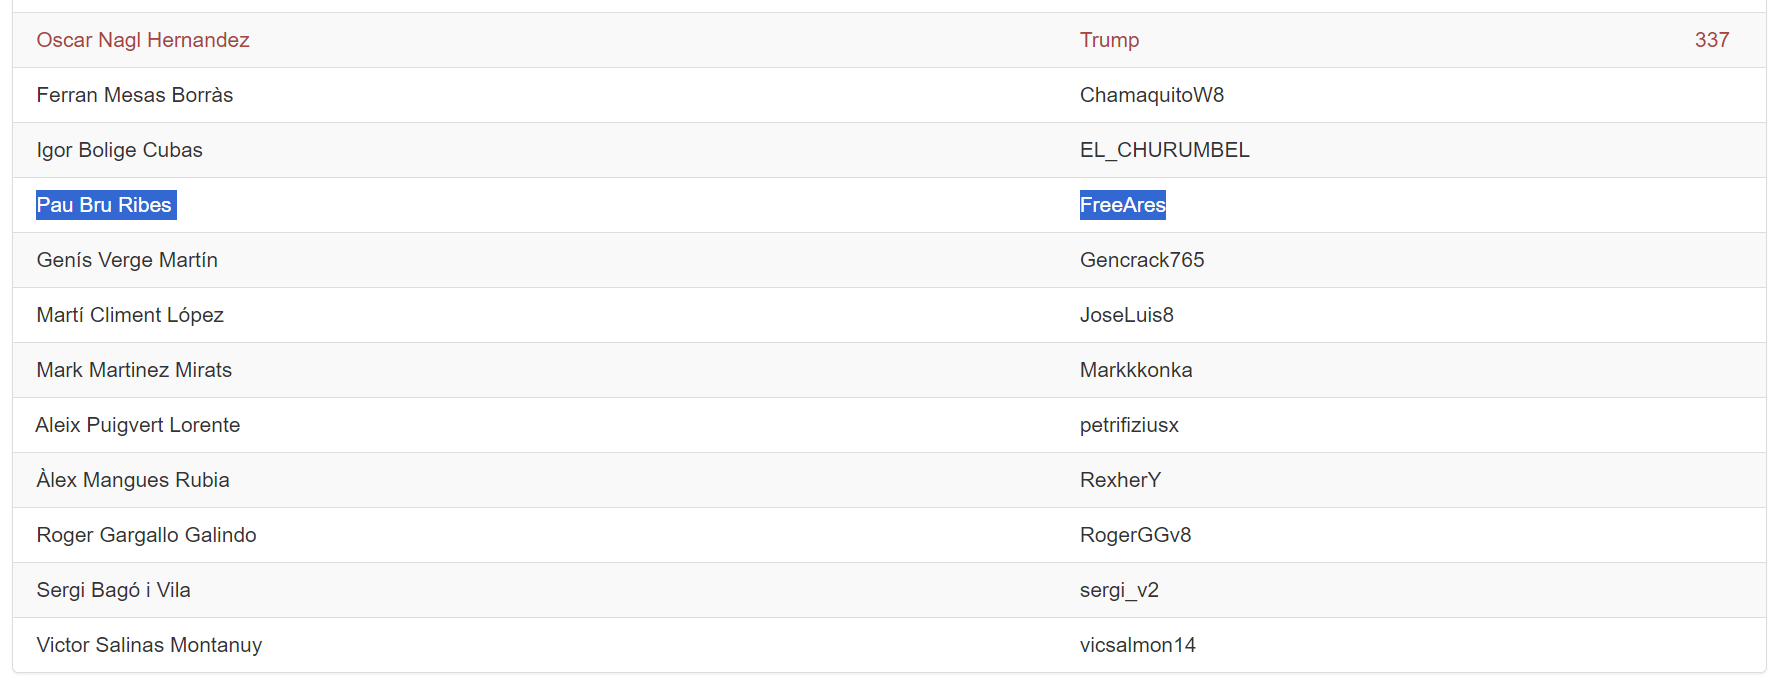 Oscar Nagl Hernandez Trump 337
Ferran Mesas Borràs ChamaquitoW8
Igor Bolige Cubas EL_CHURUMBEL
Pau Bru Ribes FreeAres
Genís Verge Martín Gencrack765
Martí Climent López JoseLuis8
Mark Martinez Mirats Markkkonka
Aleix Puigvert Lorente petrifiziusx
Àlex Mangues Rubia RexherY
Roger Gargallo Galindo RogerGGv8
Sergi Bagó i Vila sergi_v2
Victor Salinas Montanuy vicsalmon14